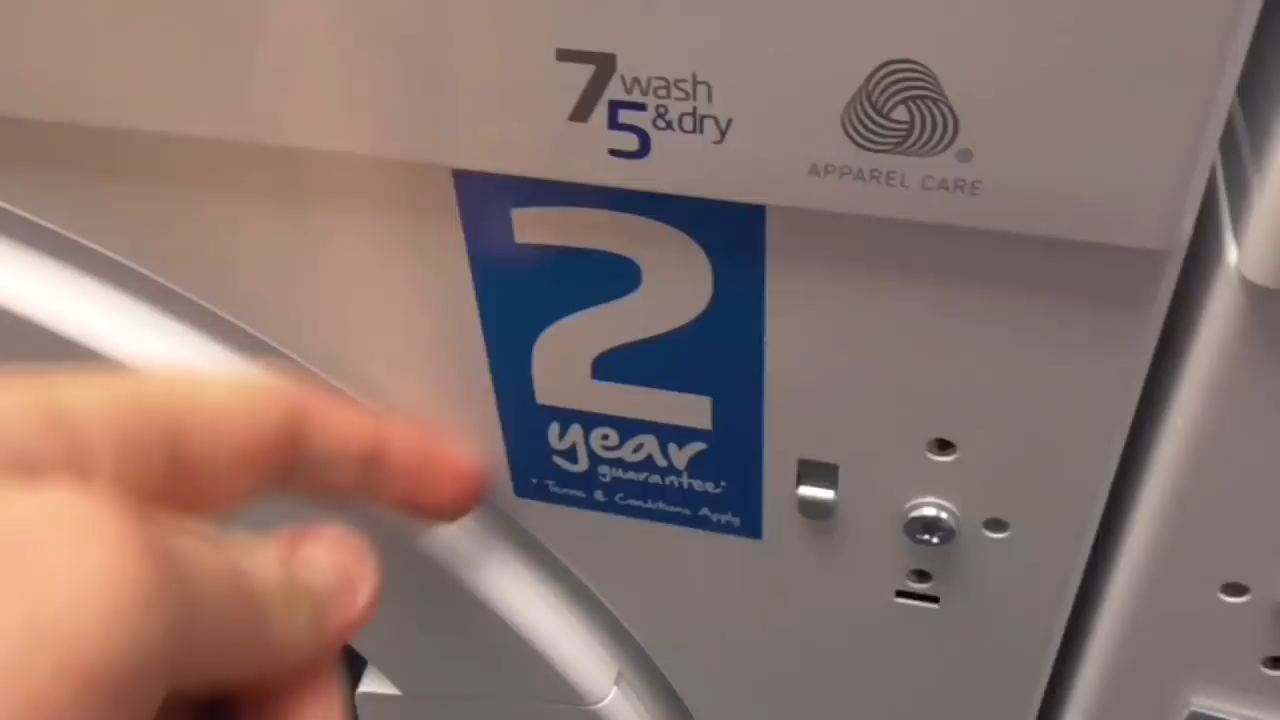 7 wash
5 & dry
APPAREL CARE
2
year
guarantee*
* Terms & Conditions Apply